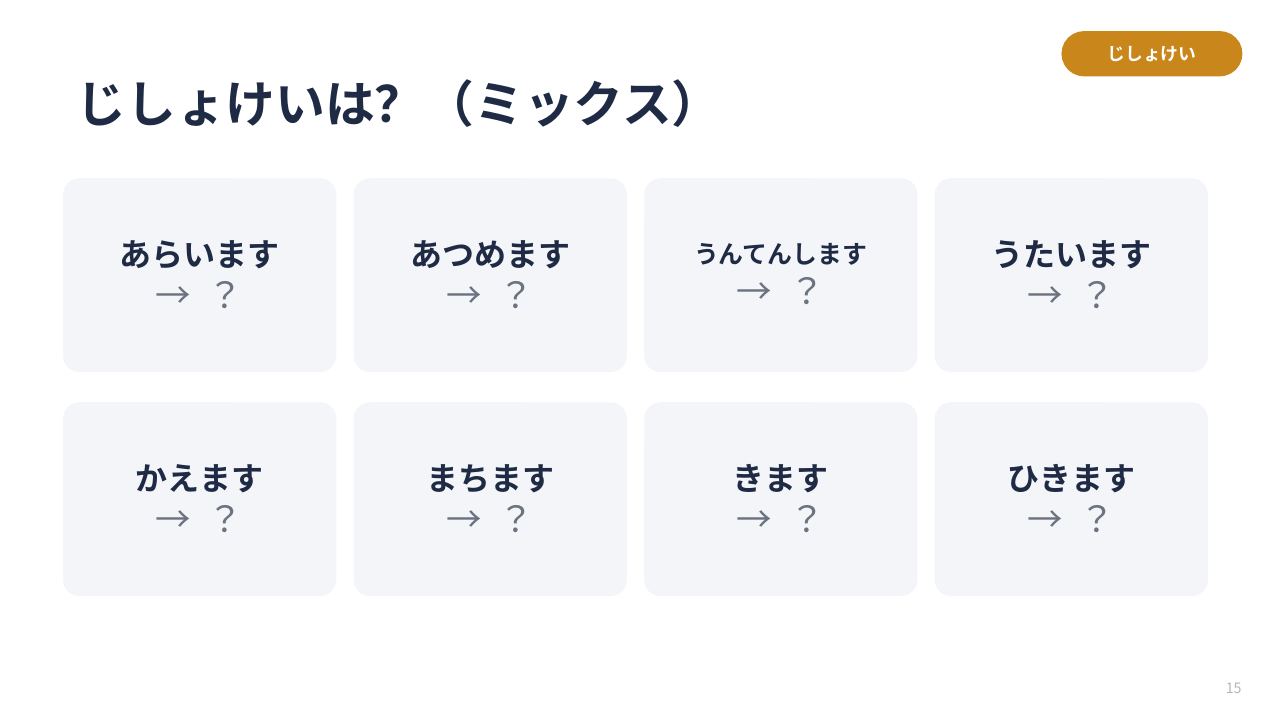 じしょけい
じしょけいは？（ミックス）
あらいます
→ ？
あつめます
→ ？
うんてんします
→ ？
うたいます
→ ？
かえます
→ ？
まちます
→ ？
きます
→ ？
ひきます
→ ？
15